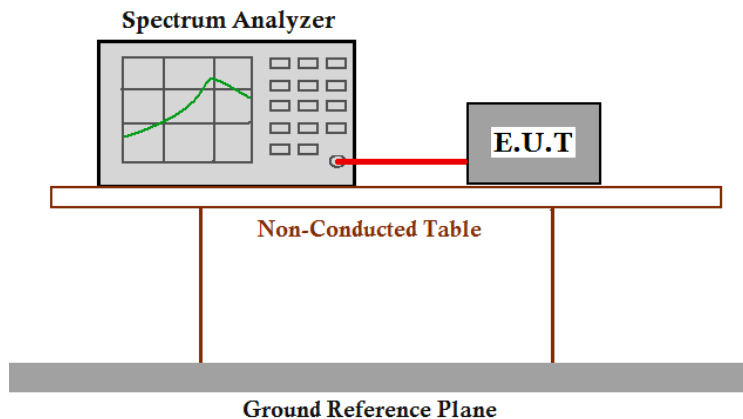 Spectrum Analyzer
E.U.T
Non-Conducted Table
Ground Reference Plane